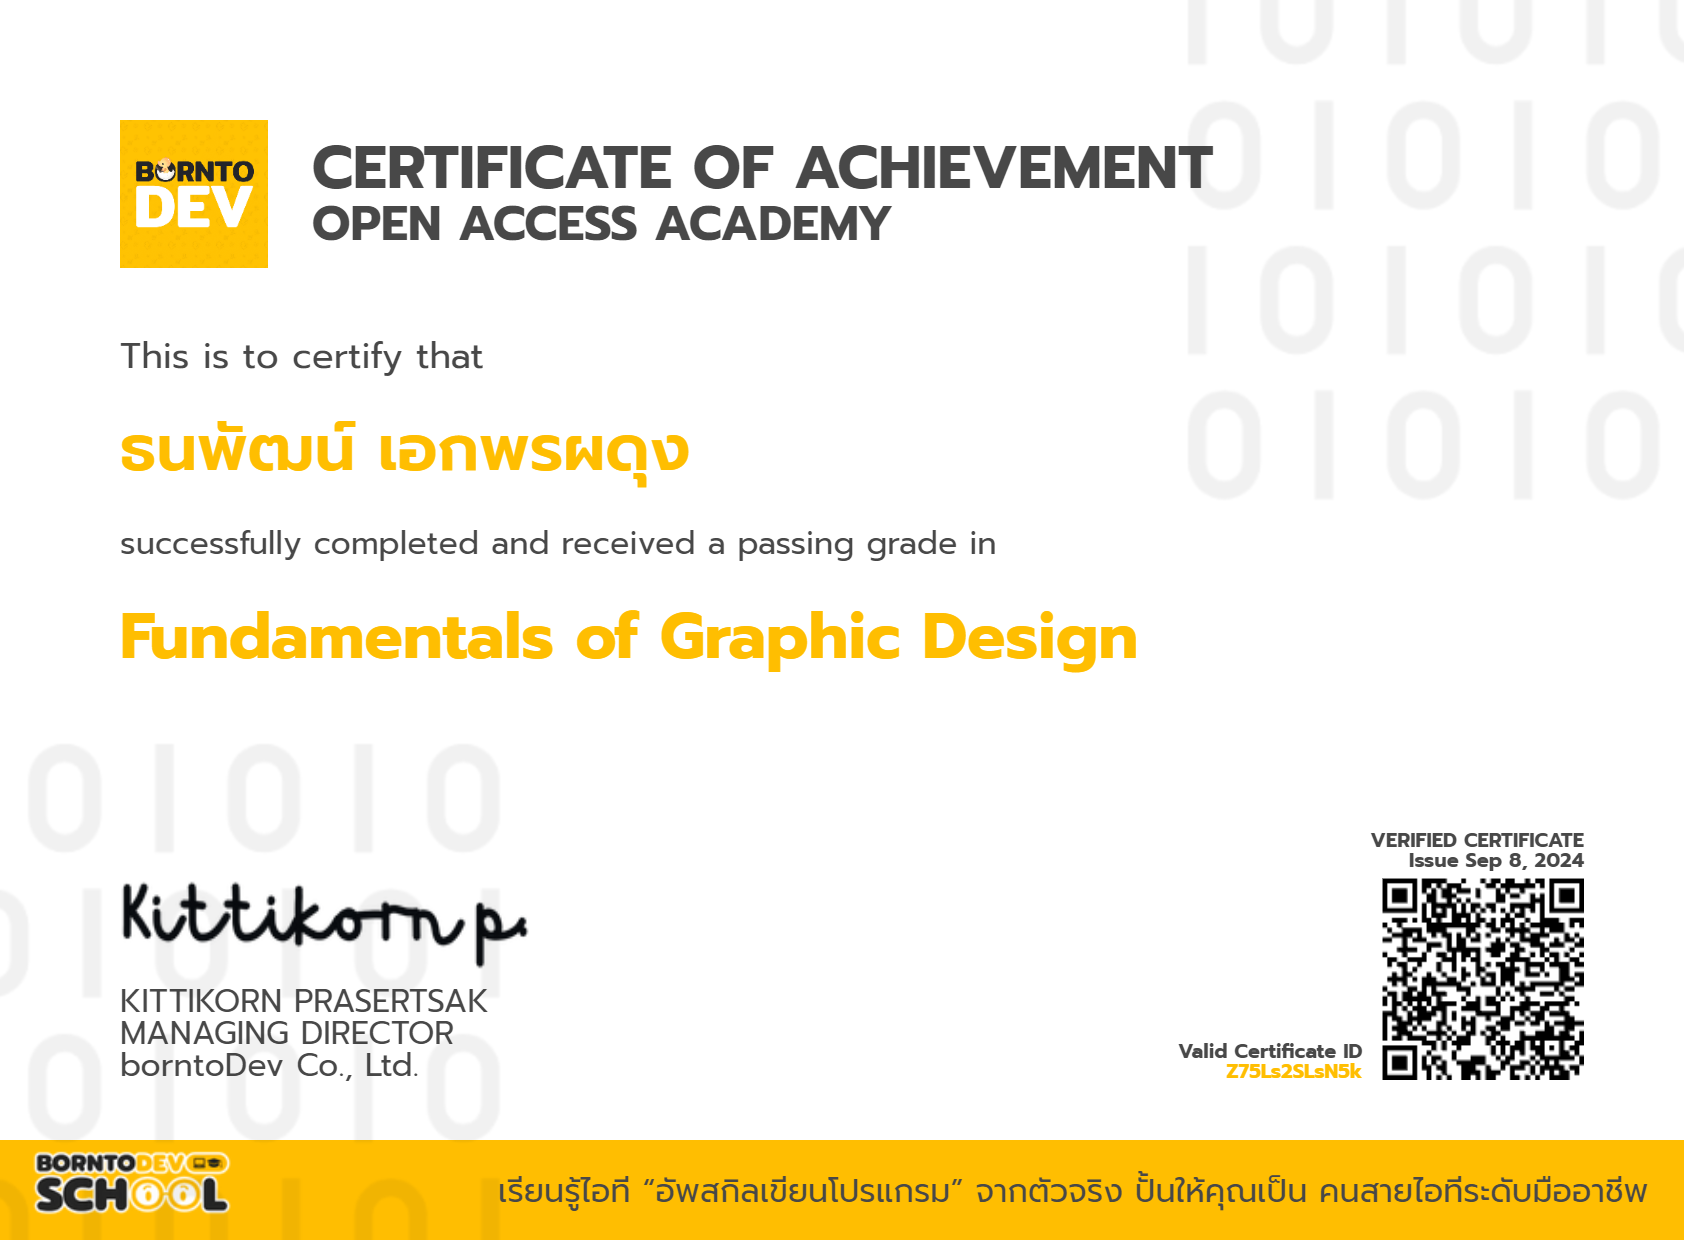 BORNTO
DEV
CERTIFICATE OF ACHIEVEMENT
OPEN ACCESS ACADEMY
This is to certify that
ธนพัฒน์ เอกพรผดุง
successfully completed and received a passing grade in
Fundamentals of Graphic Design
VERIFIED CERTIFICATE
Issue Sep 8, 2024
Kittikorn P.
KITTIKORN PRASERTSAK
MANAGING DIRECTOR
borntoDev Co., Ltd.
Valid Certificate ID
Z75Ls2SLsN5k
BORNTODEV
SCHOOL
เรียนรู้ไอที “อัพสกิลเขียนโปรแกรม” จากตัวจริง ปั้นให้คุณเป็น คนสายไอทีระดับมืออาชีพ